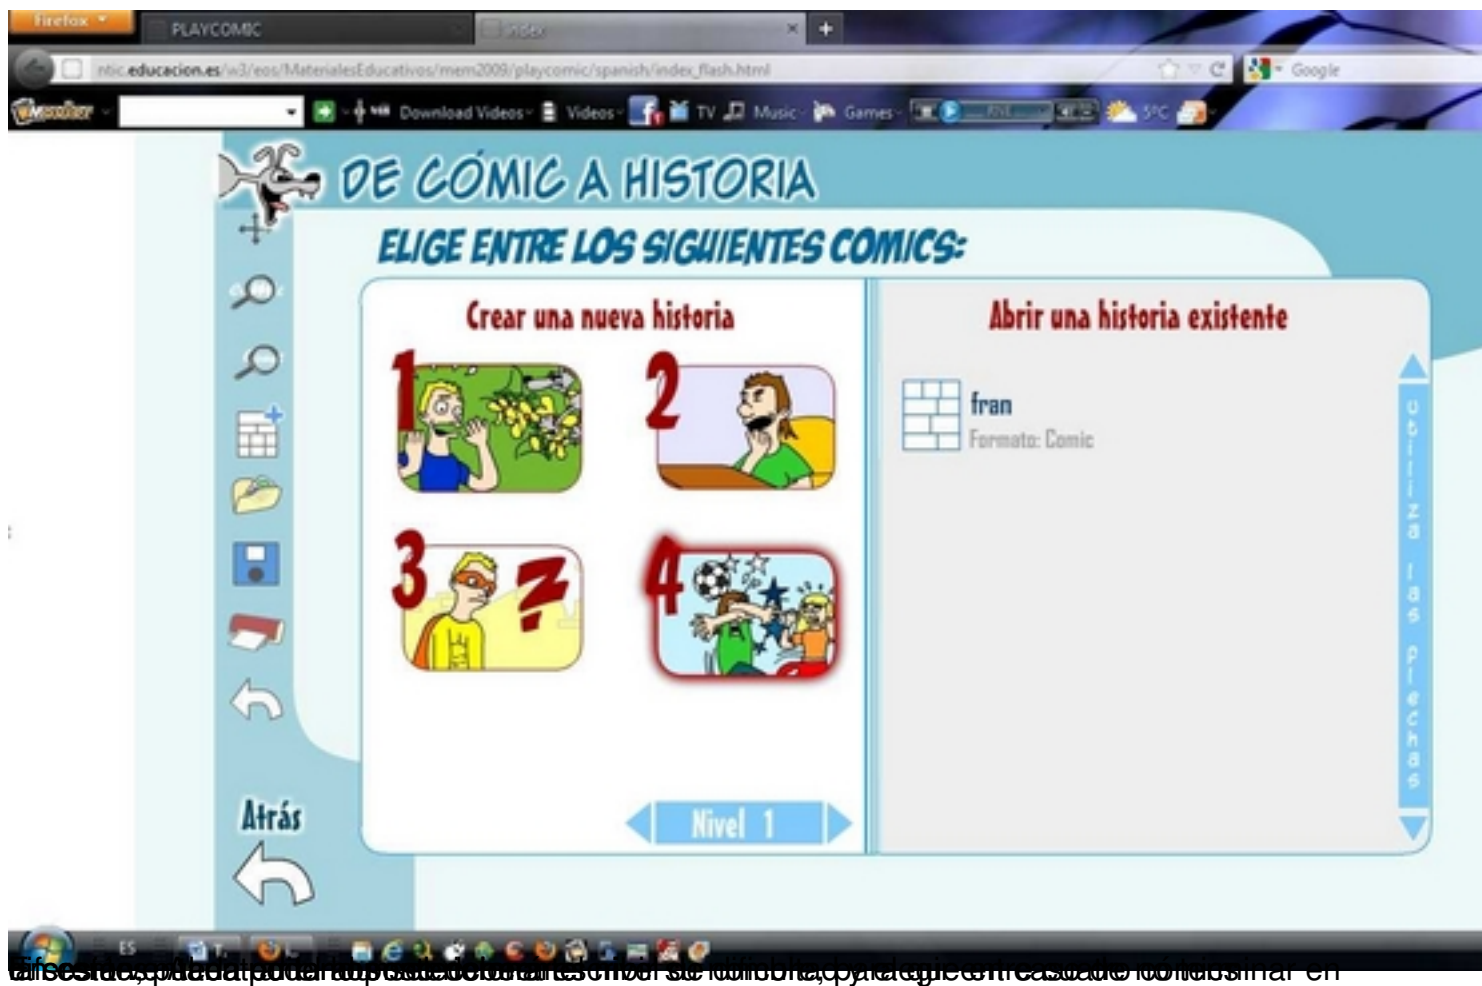 Firefox
PLAYCOMIC
index
ntic.educacion.es/w3/eos/MaterialesEducativos/mem2009/playcomic/spanish/index_flash.html
Google
Download Videos
Videos
TV
Music
Games
5ºC
DE CÓMIC A HISTORIA
ELIGE ENTRE LOS SIGUIENTES COMICS:
Crear una nueva historia
Abrir una historia existente
1
2
fran
Formato: Comic
3
?
4
Utiliza las flechas
Atrás
Nivel 1
ES